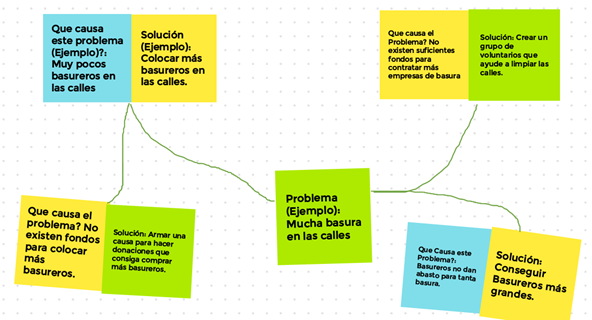 Que causa
este problema
(Ejemplo)?:
Muy pocos
basureros en
las calles
Solución
(Ejemplo):
Colocar más
basureros en
las calles.
Que causa el
Problema? No
existen suficientes
fondos para
contratar más
empresas de basura
Solución: Crear un
grupo de
voluntarios que
ayude a limpiar las
calles.
Problema
(Ejemplo):
Mucha basura
en las calles
Que causa el
problema? No
existen fondos
para colocar
más
basureros.
Solución: Armar una
causa para hacer
donaciones que
consiga comprar
más basureros.
Que Causa este
Problema?:
Basureros no dan
abasto para tanta
basura.
Solución:
Conseguir
Basureros más
grandes.